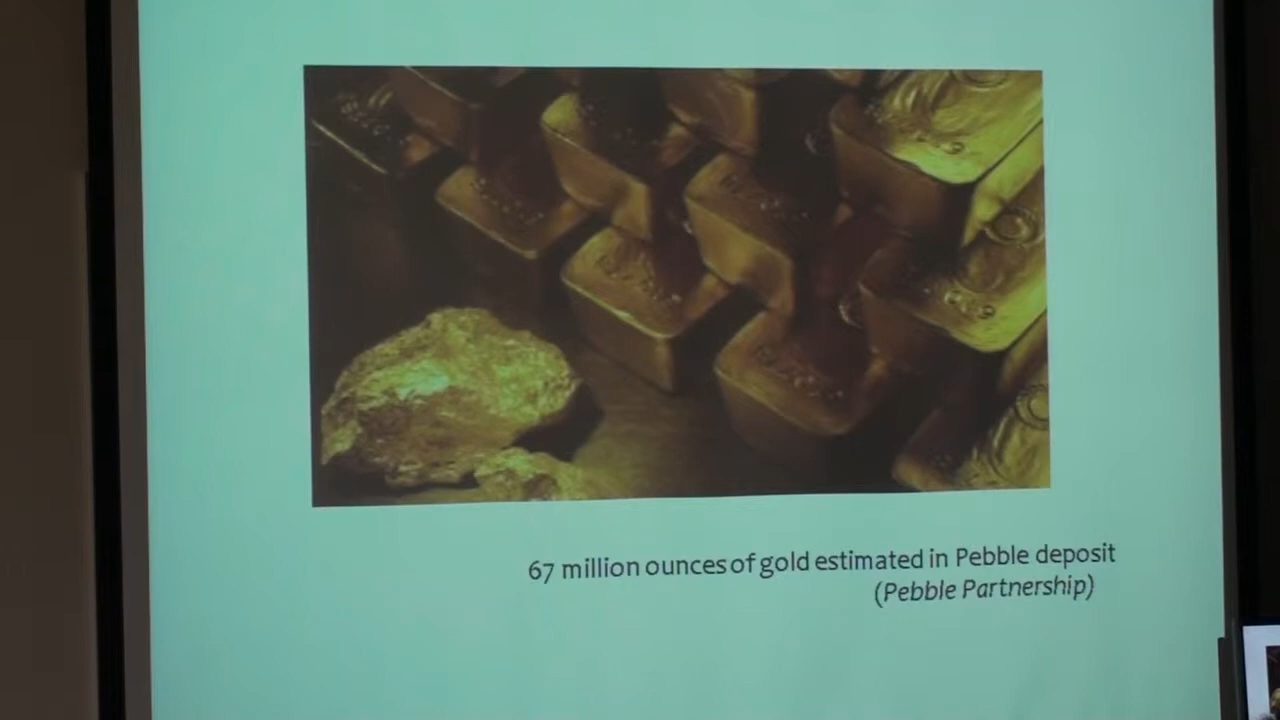 67 million ounces of gold estimated in Pebble deposit
(Pebble Partnership)